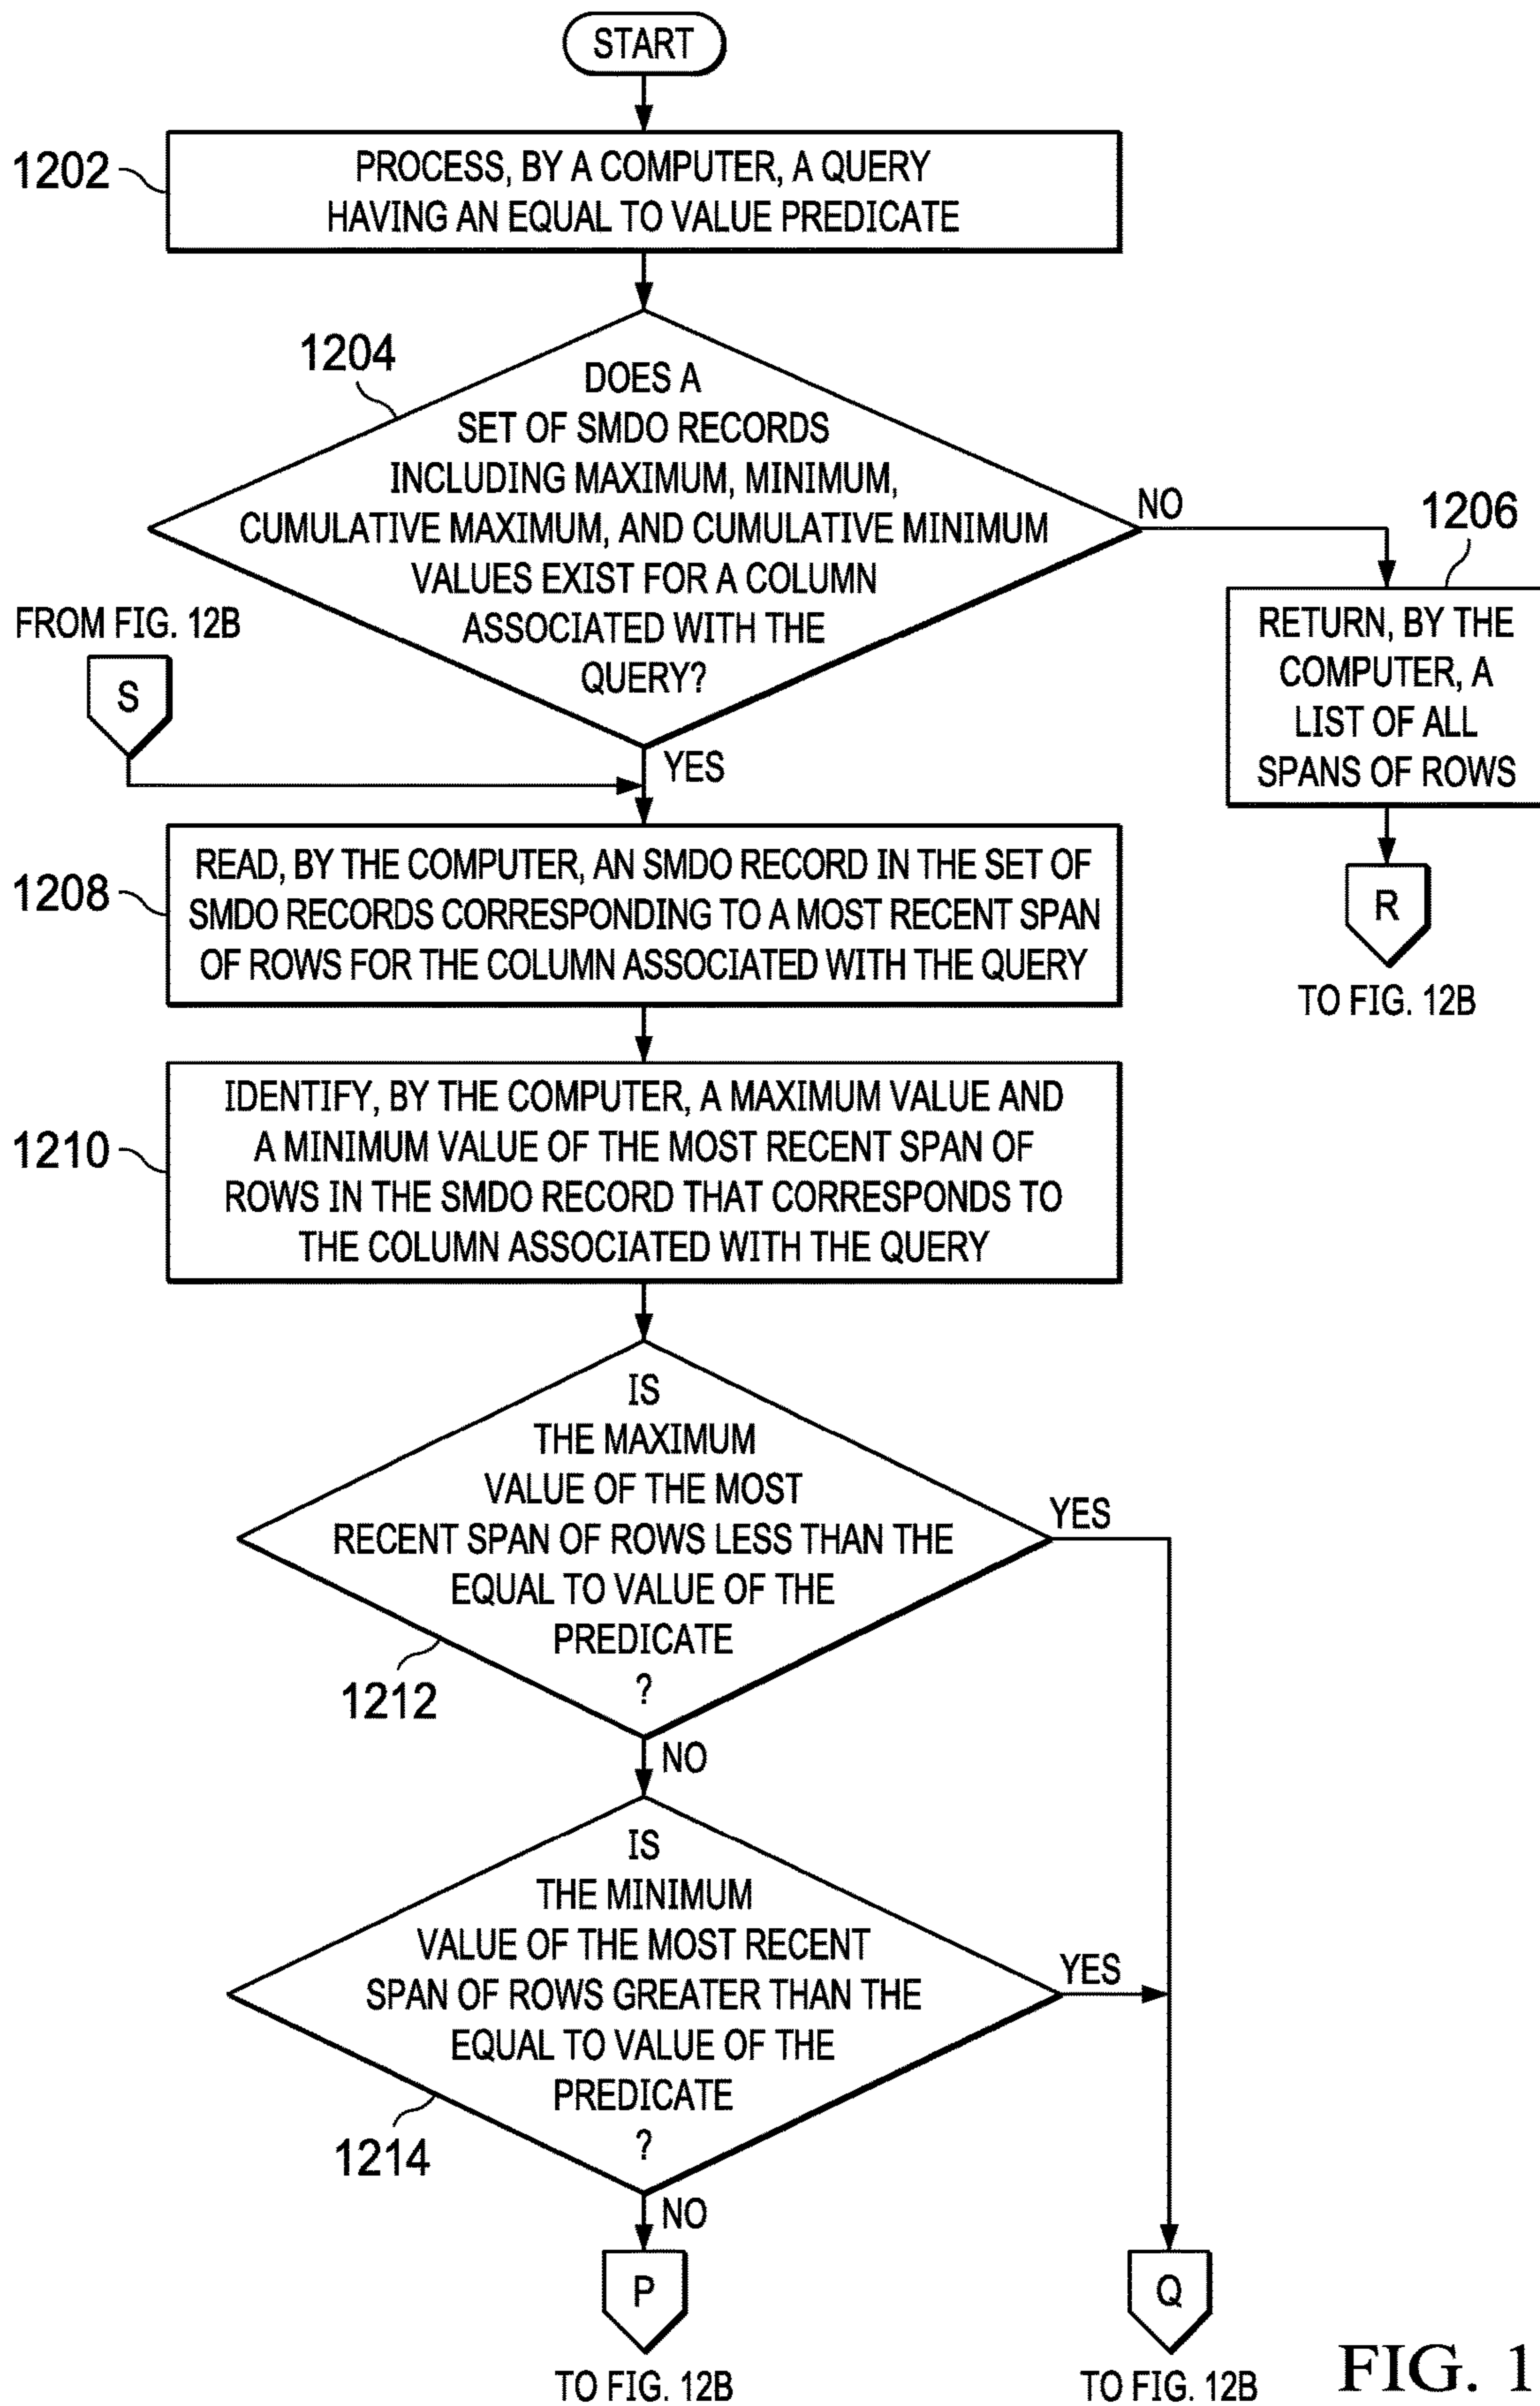 START
1202
PROCESS, BY A COMPUTER, A QUERY
HAVING AN EQUAL TO VALUE PREDICATE
1204
DOES A
SET OF SMDO RECORDS
INCLUDING MAXIMUM, MINIMUM,
CUMULATIVE MAXIMUM, AND CUMULATIVE MINIMUM
VALUES EXIST FOR A COLUMN
ASSOCIATED WITH THE
QUERY?
NO
1206
RETURN, BY THE
COMPUTER, A
LIST OF ALL
SPANS OF ROWS
R
TO FIG. 12B
FROM FIG. 12B
S
YES
1208
READ, BY THE COMPUTER, AN SMDO RECORD IN THE SET OF
SMDO RECORDS CORRESPONDING TO A MOST RECENT SPAN
OF ROWS FOR THE COLUMN ASSOCIATED WITH THE QUERY
1210
IDENTIFY, BY THE COMPUTER, A MAXIMUM VALUE AND
A MINIMUM VALUE OF THE MOST RECENT SPAN OF
ROWS IN THE SMDO RECORD THAT CORRESPONDS TO
THE COLUMN ASSOCIATED WITH THE QUERY
IS
THE MAXIMUM
VALUE OF THE MOST
RECENT SPAN OF ROWS LESS THAN THE
EQUAL TO VALUE OF THE
PREDICATE
?
1212
YES
NO
IS
THE MINIMUM
VALUE OF THE MOST RECENT
SPAN OF ROWS GREATER THAN THE
EQUAL TO VALUE OF THE
PREDICATE
?
1214
YES
NO
P
TO FIG. 12B
Q
TO FIG. 12B
FIG. 1